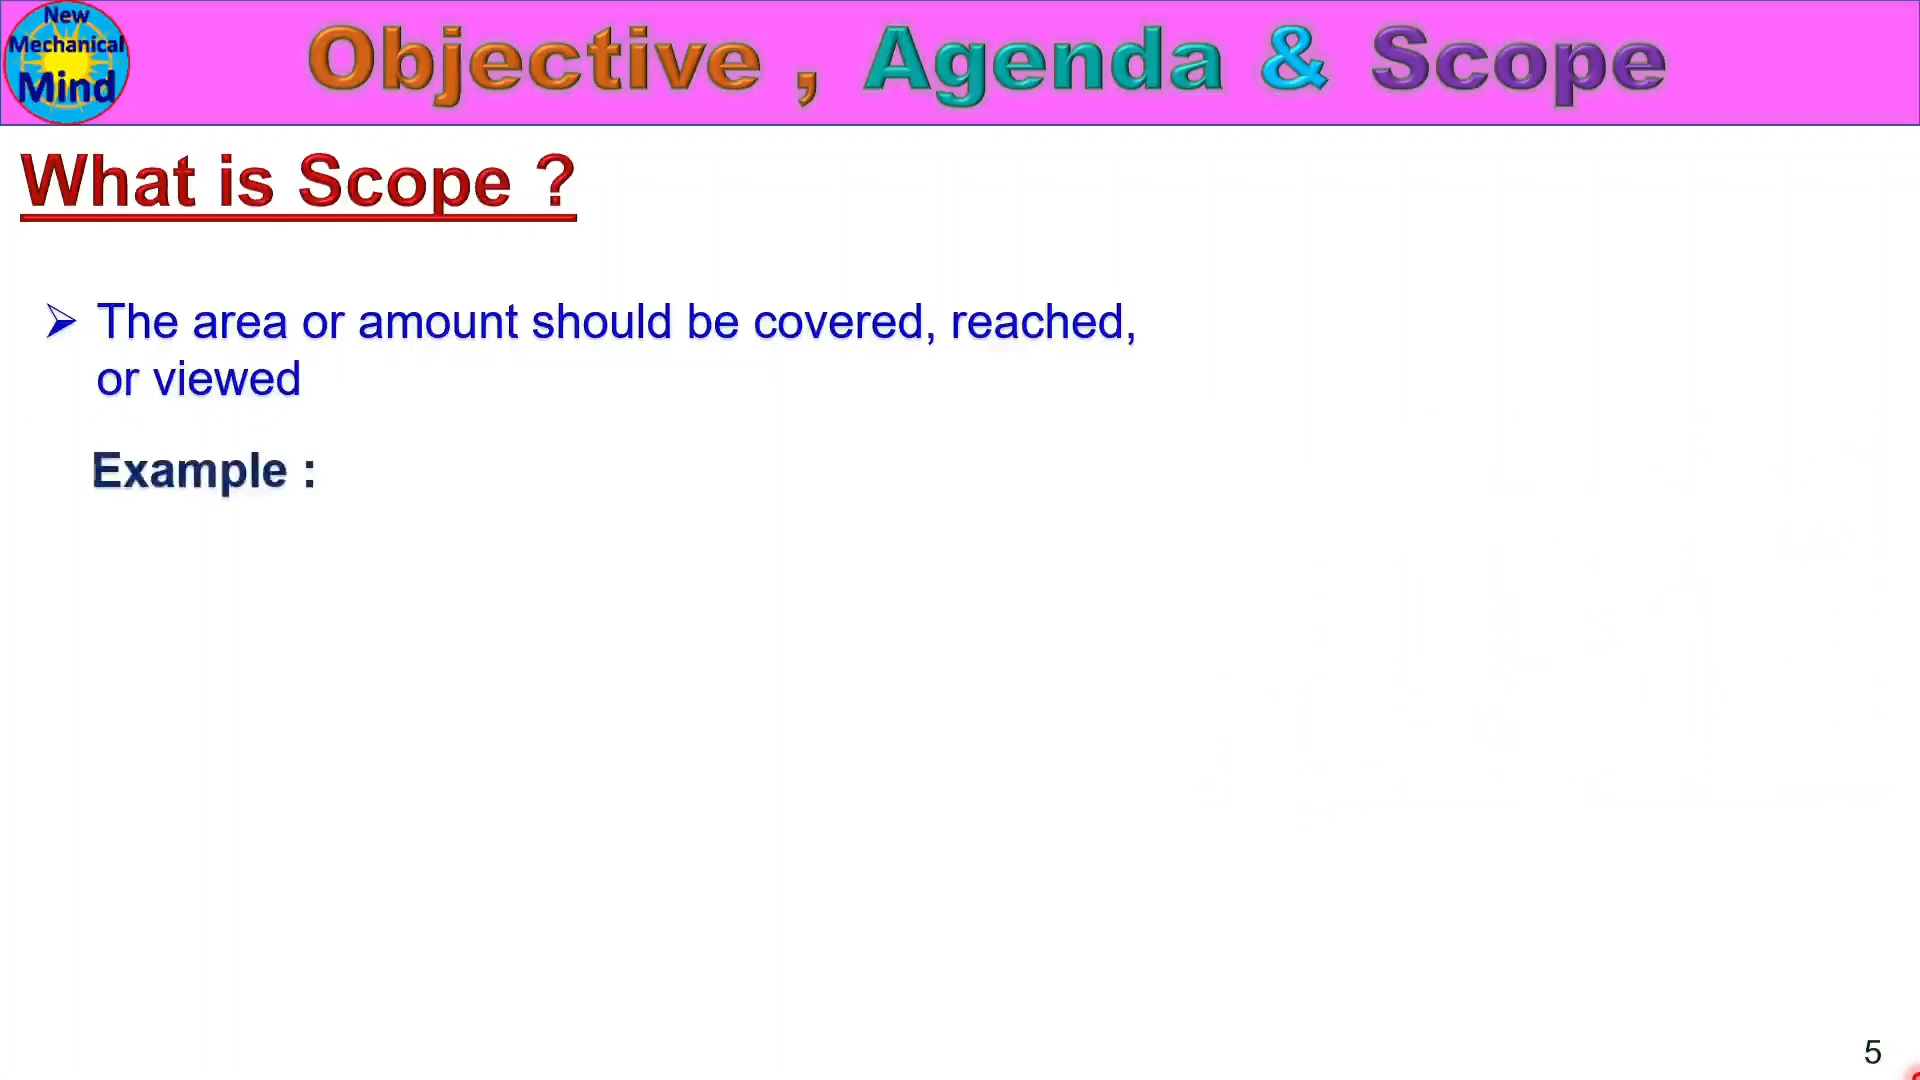 New
Mechanical
Mind
Objective , Agenda & Scope
What is Scope ?
➢ The area or amount should be covered, reached,
or viewed
Example :
5